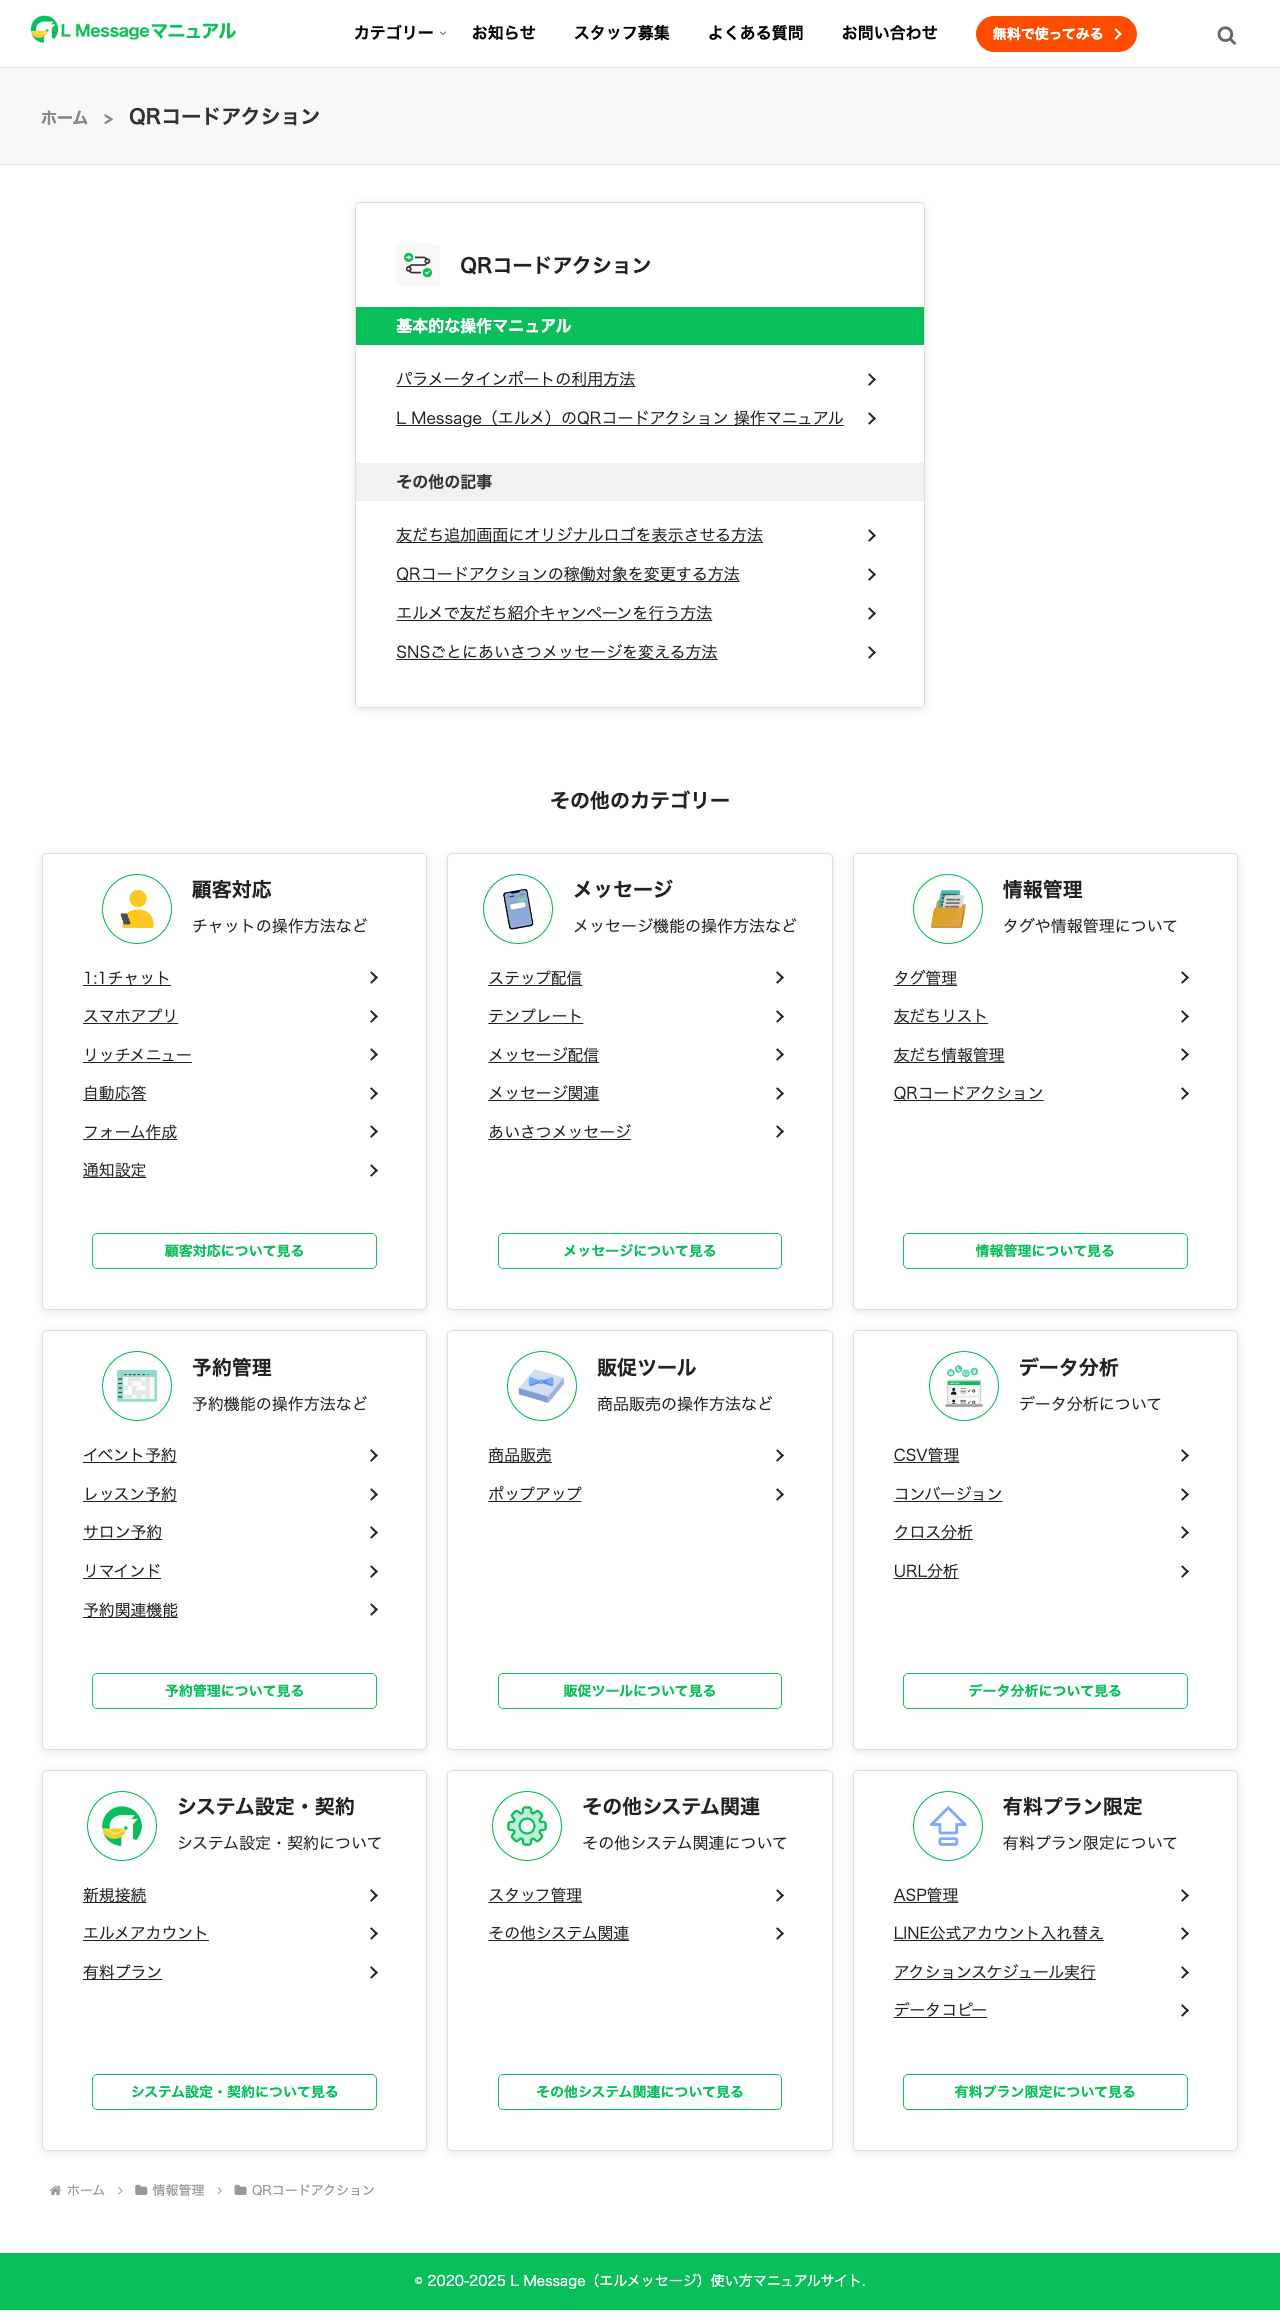 L Messageマニュアル
カテゴリー お知らせ スタッフ募集 よくある質問 お問い合わせ 無料で使ってみる
ホーム > QRコードアクション
QRコードアクション
基本的な操作マニュアル
パラメータインポートの利用方法
L Message（エルメ）のQRコードアクション 操作マニュアル
その他の記事
友だち追加画面にオリジナルロゴを表示させる方法
QRコードアクションの稼働対象を変更する方法
エルメで友だち紹介キャンペーンを行う方法
SNSごとにあいさつメッセージを変える方法
その他のカテゴリー
顧客対応
チャットの操作方法など
1:1チャット
スマホアプリ
リッチメニュー
自動応答
フォーム作成
通知設定
顧客対応について見る
メッセージ
メッセージ機能の操作方法など
ステップ配信
テンプレート
メッセージ配信
メッセージ関連
あいさつメッセージ
メッセージについて見る
情報管理
タグや情報管理について
タグ管理
友だちリスト
友だち情報管理
QRコードアクション
情報管理について見る
予約管理
予約機能の操作方法など
イベント予約
レッスン予約
サロン予約
リマインド
予約関連機能
予約管理について見る
販促ツール
商品販売の操作方法など
商品販売
ポップアップ
販促ツールについて見る
データ分析
データ分析について
CSV管理
コンバージョン
クロス分析
URL分析
データ分析について見る
システム設定・契約
システム設定・契約について
新規接続
エルメアカウント
有料プラン
システム設定・契約について見る
その他システム関連
その他システム関連について
スタッフ管理
その他システム関連
その他システム関連について見る
有料プラン限定
有料プラン限定について
ASP管理
LINE公式アカウント入れ替え
アクションスケジュール実行
データコピー
有料プラン限定について見る
ホーム > 情報管理 > QRコードアクション
© 2020-2025 L Message（エルメッセージ）使い方マニュアルサイト.